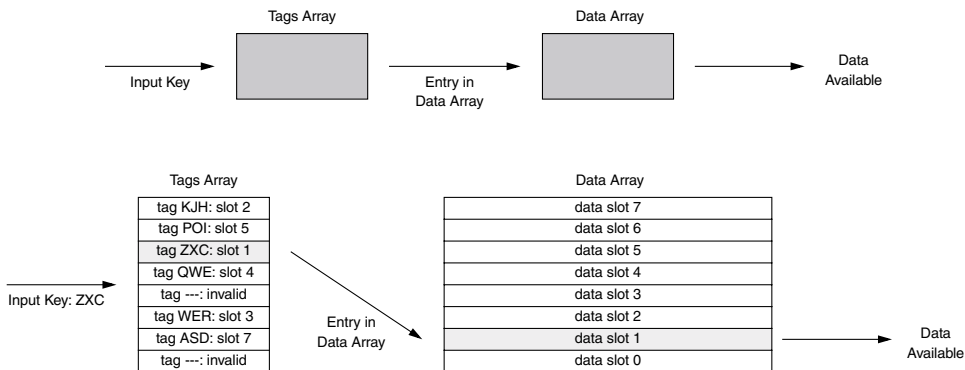 Tags Array
Data Array
Input Key
Entry in
Data Array
Data
Available
Tags Array
Data Array
tag KJH: slot 2
tag POI: slot 5
tag ZXC: slot 1
tag QWE: slot 4
tag ---: invalid
tag WER: slot 3
tag ASD: slot 7
tag ---: invalid
data slot 7
data slot 6
data slot 5
data slot 4
data slot 3
data slot 2
data slot 1
data slot 0
Input Key: ZXC
Entry in
Data Array
Data
Available